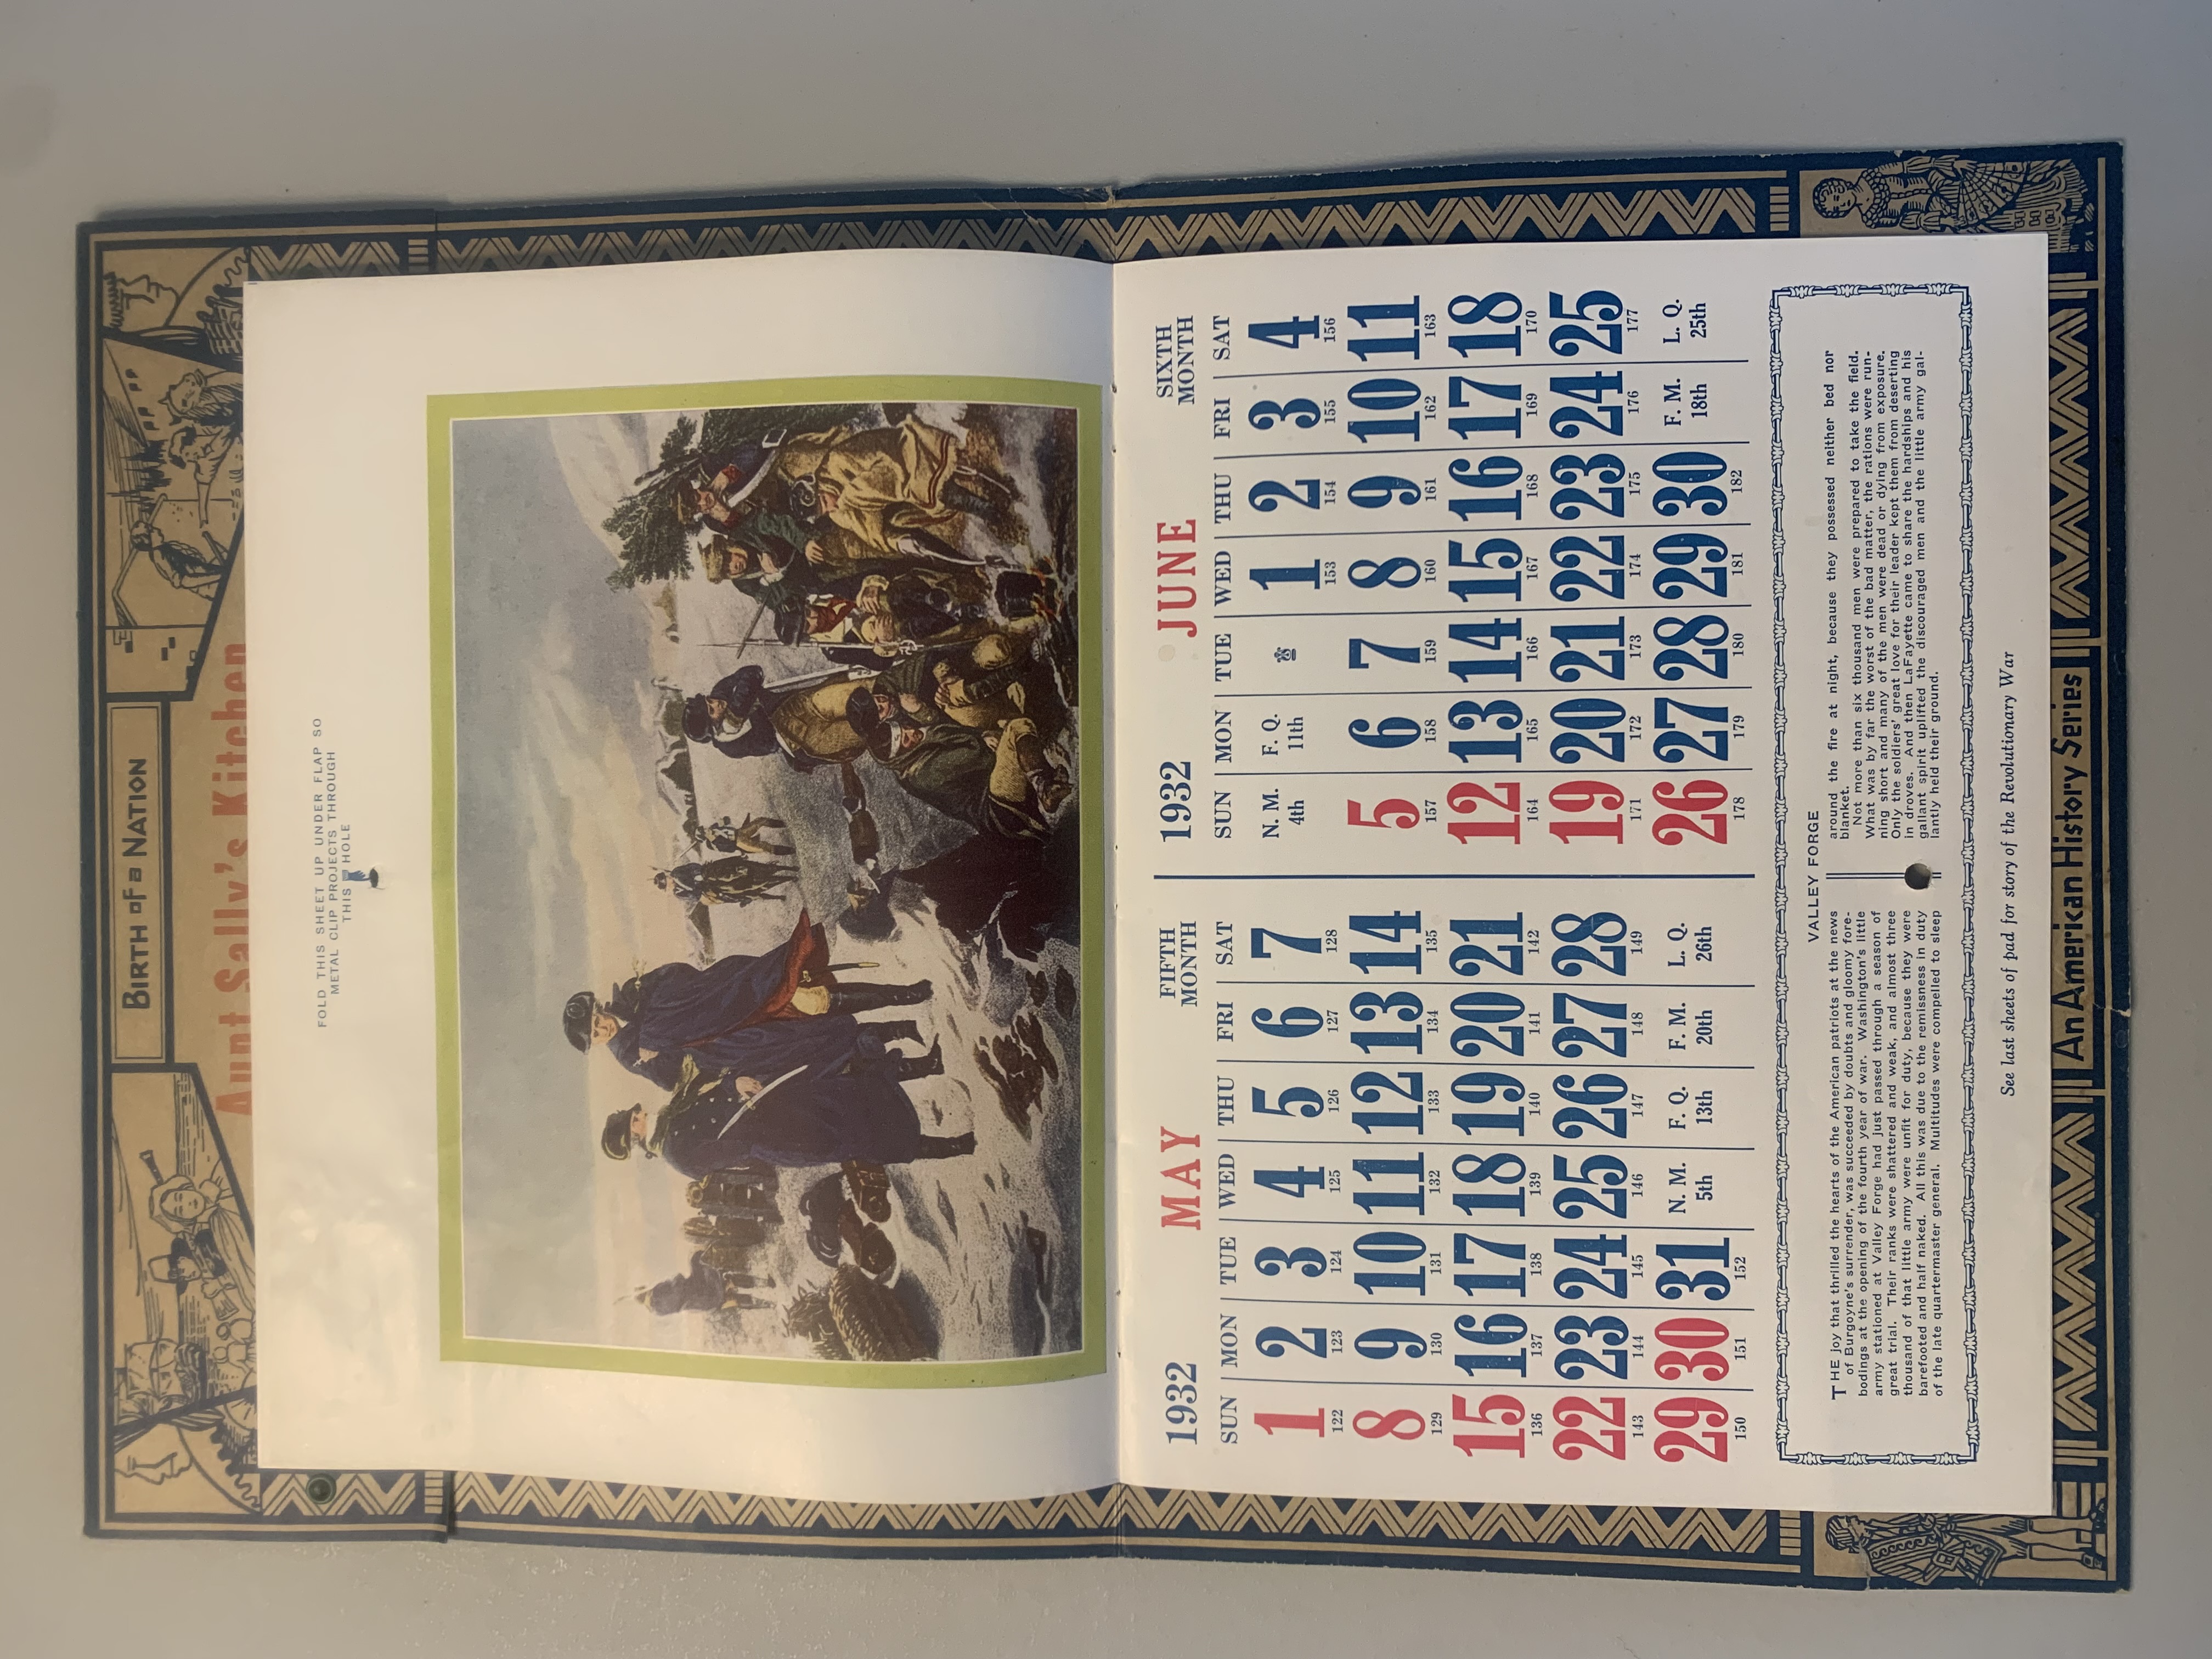 BIRTH of a NATION
Aunt Sally's Kitchen
FOLD THIS SHEET UP UNDER FLAP SO
METAL CLIP PROJECTS THROUGH
THIS HOLE
1932 MAY FIFTH MONTH
SUN MON TUE WED THU FRI SAT
1 2 3 4 5 6 7
122 123 124 125 126 127 128
8 9 10 11 12 13 14
129 130 131 132 133 134 135
15 16 17 18 19 20 21
136 137 138 139 140 141 142
22 23 24 25 26 27 28
143 144 145 146 147 148 149
29 30 31 N. M. 5th F. Q. 13th F. M. 20th L. Q. 26th
150 151 152
1932 JUNE SIXTH MONTH
SUN MON TUE WED THU FRI SAT
N. M. 4th F. Q. 11th 1 2 3 4
153 154 155 156
5 6 7 8 9 10 11
157 158 159 160 161 162 163
12 13 14 15 16 17 18
164 165 166 167 168 169 170
19 20 21 22 23 24 25
171 172 173 174 175 176 177
26 27 28 29 30 F. M. 18th L. Q. 25th
178 179 180 181 182
VALLEY FORGE
THE joy that thrilled the hearts of the American patriots at the news
of Burgoyne's surrender, was succeeded by doubts and gloomy fore-
bodings at the opening of the fourth year of war. Washington's little
army stationed at Valley Forge had just passed through a season of
great trial. Their ranks were shattered and weak, and almost three
thousand of that little army were unfit for duty, because they were
barefooted and half naked. All this was due to the remissness in duty
of the late quartermaster general. Multitudes were compelled to sleep
around the fire at night, because they possessed neither bed nor
blanket.
Not more than six thousand men were prepared to take the field.
What was by far the worst of the bad matter, the rations were run-
ning short and many of the men were dead or dying from exposure.
Only the soldiers' great love for their leader kept them from deserting
in droves. And then LaFayette came to share the hardships and his
gallant spirit uplifted the discouraged men and the little army gal-
lantly held their ground.
See last sheets of pad for story of the Revolutionary War
An American History Series